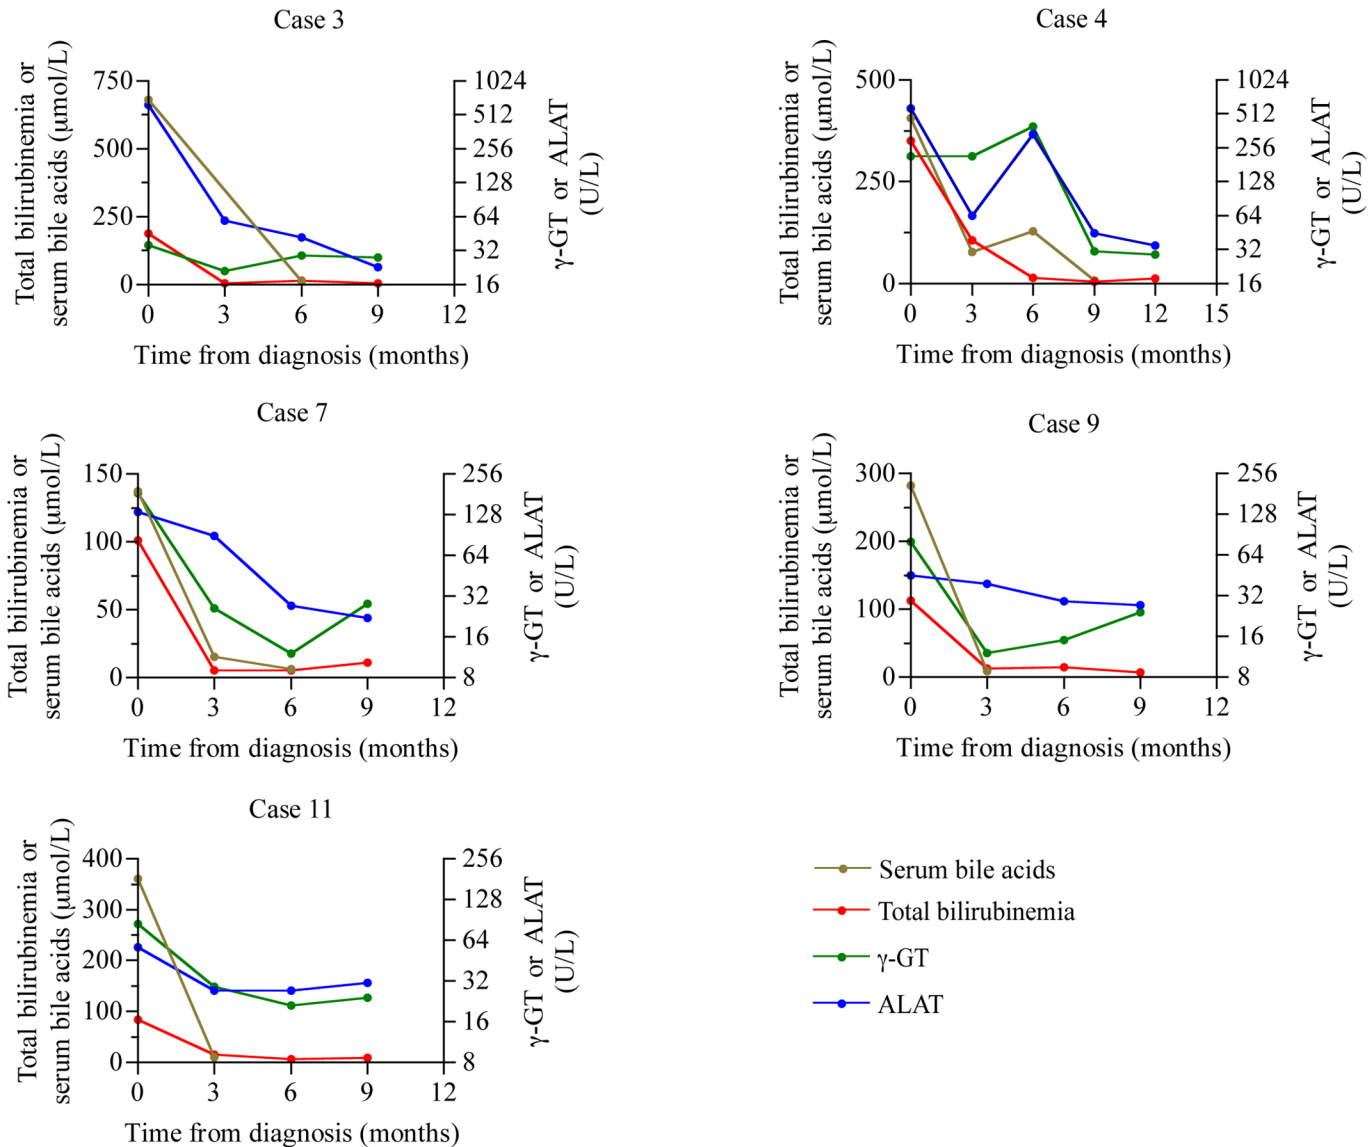 Case 3
Total bilirubinemia or
serum bile acids (μmol/L)
750
500
250
0
1024
512
256
128
64
32
16
γ-GT or ALAT
(U/L)
0 3 6 9 12
Time from diagnosis (months)
Case 4
Total bilirubinemia or
serum bile acids (μmol/L)
500
250
0
1024
512
256
128
64
32
16
γ-GT or ALAT
(U/L)
0 3 6 9 12 15
Time from diagnosis (months)
Case 7
Total bilirubinemia or
serum bile acids (μmol/L)
150
100
50
0
256
128
64
32
16
8
γ-GT or ALAT
(U/L)
0 3 6 9 12
Time from diagnosis (months)
Case 9
Total bilirubinemia or
serum bile acids (μmol/L)
300
200
100
0
256
128
64
32
16
8
γ-GT or ALAT
(U/L)
0 3 6 9 12
Time from diagnosis (months)
Case 11
Total bilirubinemia or
serum bile acids (μmol/L)
400
300
200
100
0
256
128
64
32
16
8
γ-GT or ALAT
(U/L)
0 3 6 9 12
Time from diagnosis (months)
Serum bile acids
Total bilirubinemia
γ-GT
ALAT